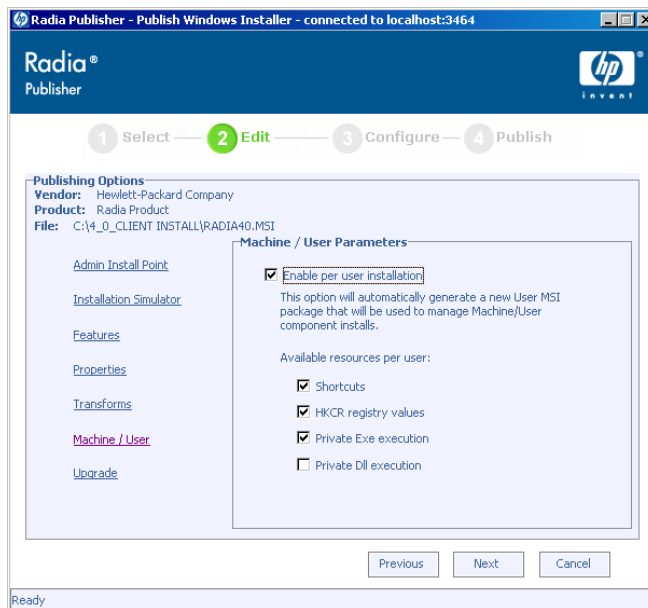 Radia Publisher - Publish Windows Installer - connected to localhost:3464
Radia®
Publisher
hp®
invent
1 Select
2 Edit
3 Configure
4 Publish
Publishing Options
Vendor: Hewlett-Packard Company
Product: Radia Product
File: C:\4_0_CLIENT INSTALL\RADIA40.MSI
Admin Install Point
Installation Simulator
Features
Properties
Transforms
Machine / User
Upgrade
Machine / User Parameters
Enable per user installation
This option will automatically generate a new User MSI
package that will be used to manage Machine/User
component installs.
Available resources per user:
Shortcuts
HKCR registry values
Private Exe execution
Private Dll execution
Previous
Next
Cancel
Ready